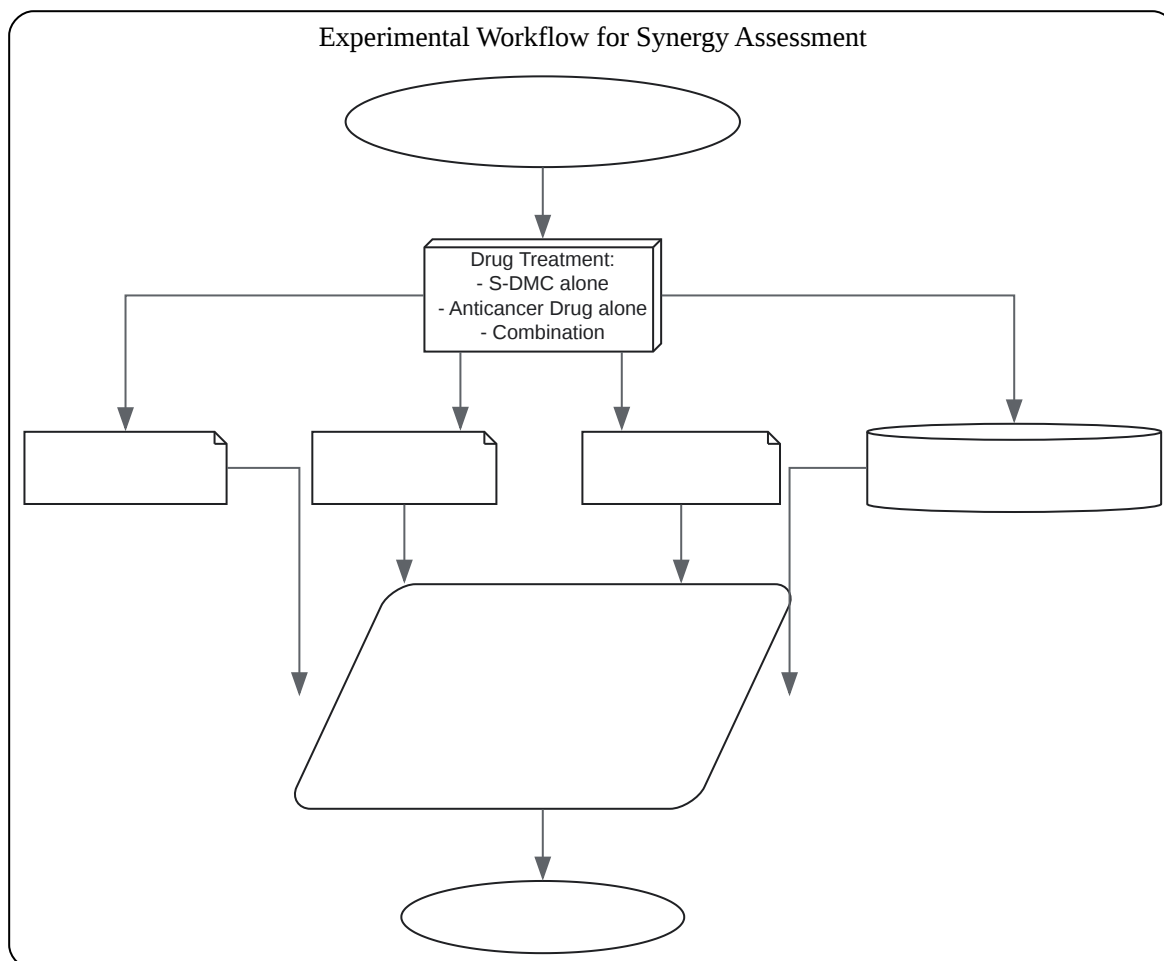 Experimental Workflow for Synergy Assessment
Drug Treatment:
- S-DMC alone
- Anticancer Drug alone
- Combination